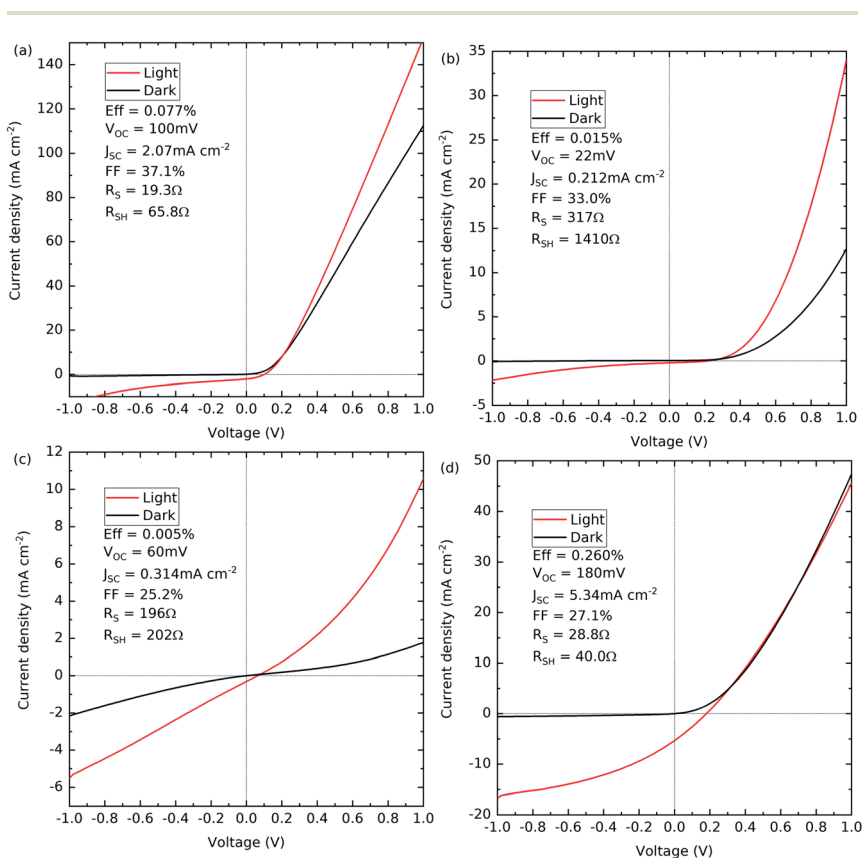 (a)
Light
Dark
Eff = 0.077%
V_OC = 100mV
J_SC = 2.07mA cm⁻²
FF = 37.1%
R_S = 19.3Ω
R_SH = 65.8Ω
Current density (mA cm⁻²)
140
120
100
80
60
40
20
0
-1.0 -0.8 -0.6 -0.4 -0.2 0.0 0.2 0.4 0.6 0.8 1.0
Voltage (V)
(b)
Light
Dark
Eff = 0.015%
V_OC = 22mV
J_SC = 0.212mA cm⁻²
FF = 33.0%
R_S = 317Ω
R_SH = 1410Ω
Current density (mA cm⁻²)
35
30
25
20
15
10
5
0
-5
-1.0 -0.8 -0.6 -0.4 -0.2 0.0 0.2 0.4 0.6 0.8 1.0
Voltage (V)
(c)
Light
Dark
Eff = 0.005%
V_OC = 60mV
J_SC = 0.314mA cm⁻²
FF = 25.2%
R_S = 196Ω
R_SH = 202Ω
Current density (mA cm⁻²)
12
10
8
6
4
2
0
-2
-4
-6
-1.0 -0.8 -0.6 -0.4 -0.2 0.0 0.2 0.4 0.6 0.8 1.0
Voltage (V)
(d)
Light
Dark
Eff = 0.260%
V_OC = 180mV
J_SC = 5.34mA cm⁻²
FF = 27.1%
R_S = 28.8Ω
R_SH = 40.0Ω
Current density (mA cm⁻²)
50
40
30
20
10
0
-10
-20
-1.0 -0.8 -0.6 -0.4 -0.2 0.0 0.2 0.4 0.6 0.8 1.0
Voltage (V)